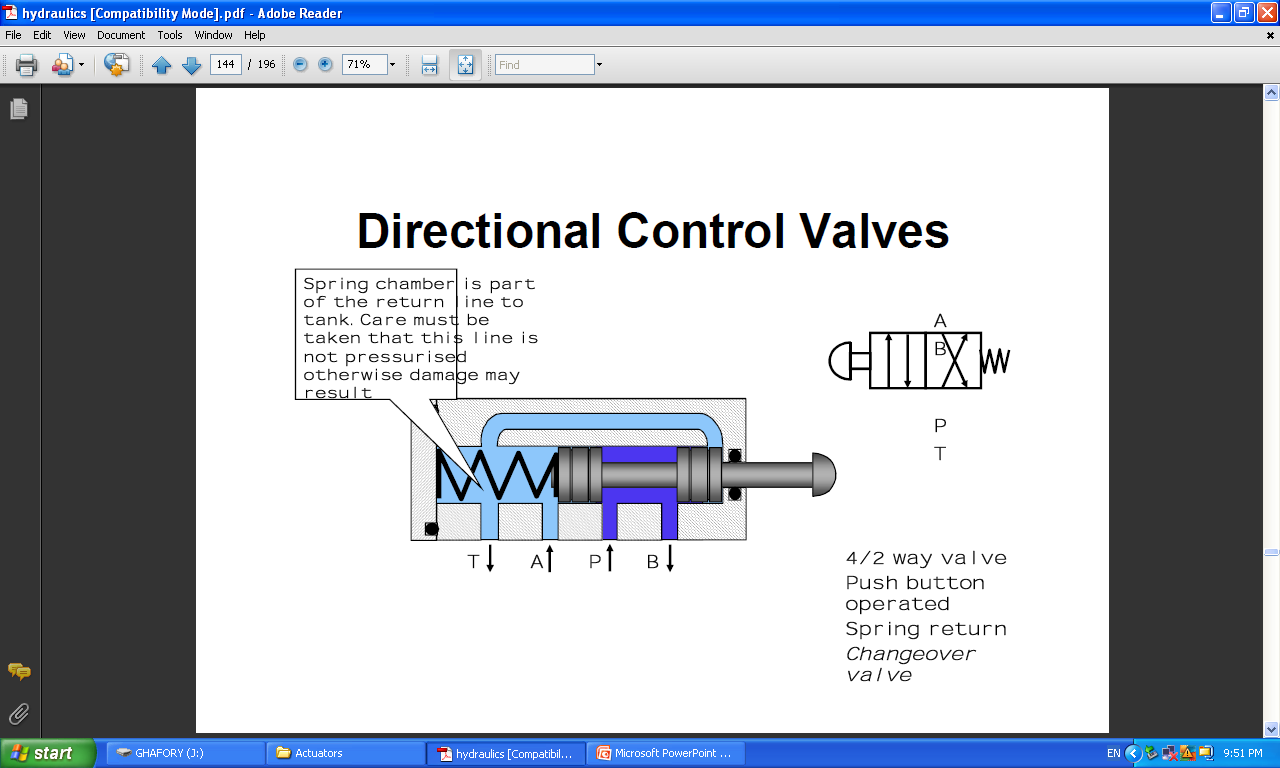 hydraulics [Compatibility Mode].pdf - Adobe Reader
File Edit View Document Tools Window Help
144 / 196 71% Find
Directional Control Valves
Spring chamber is part
of the return line to
tank. Care must be
taken that this line is
not pressurised
otherwise damage may
result
A
B
P
T
T A P B
4/2 way valve
Push button
operated
Spring return
Changeover
valve
start GHAFORY (J:) Actuators hydraulics [Compatibil... Microsoft PowerPoint ... EN 9:51 PM